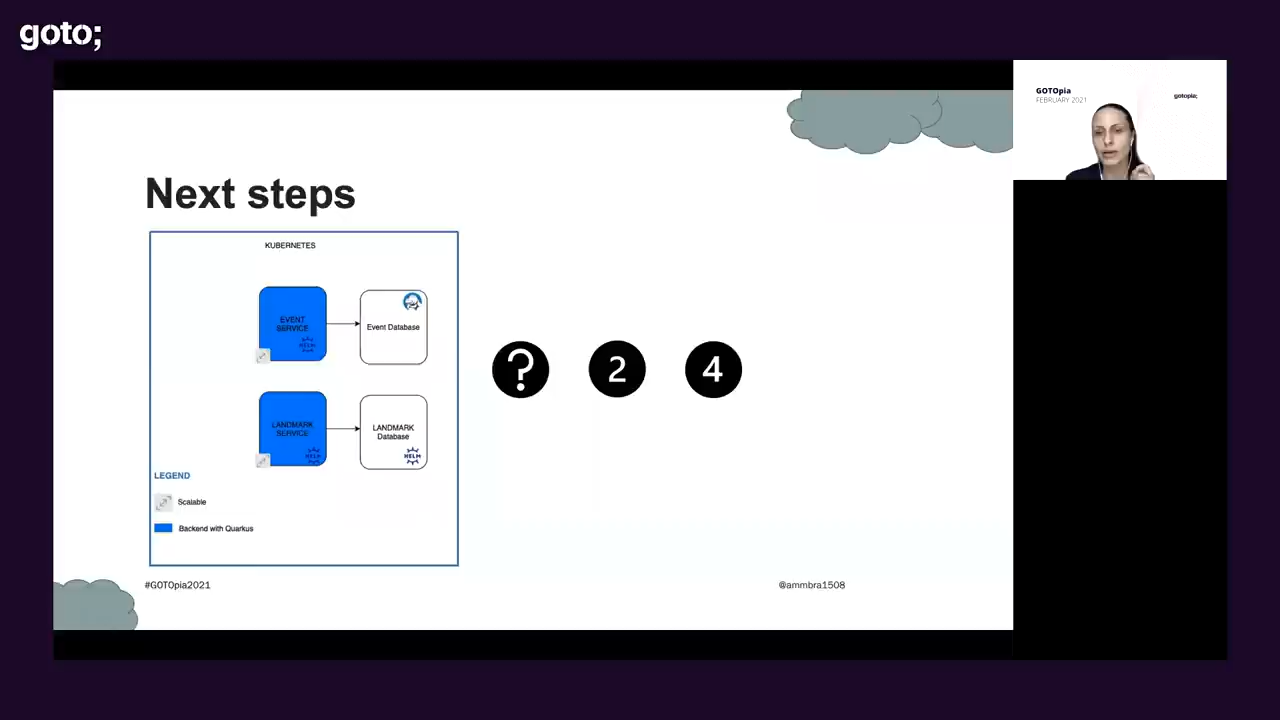 goto;
GOTOpia
FEBRUARY 2021
gotopia;
Next steps
KUBERNETES
EVENT
SERVICE
HELM
Event Database
LANDMARK
SERVICE
HELM
LANDMARK
Database
HELM
LEGEND
Scalable
Backend with Quarkus
? 2 4
#GOTOpia2021
@ammbra1508